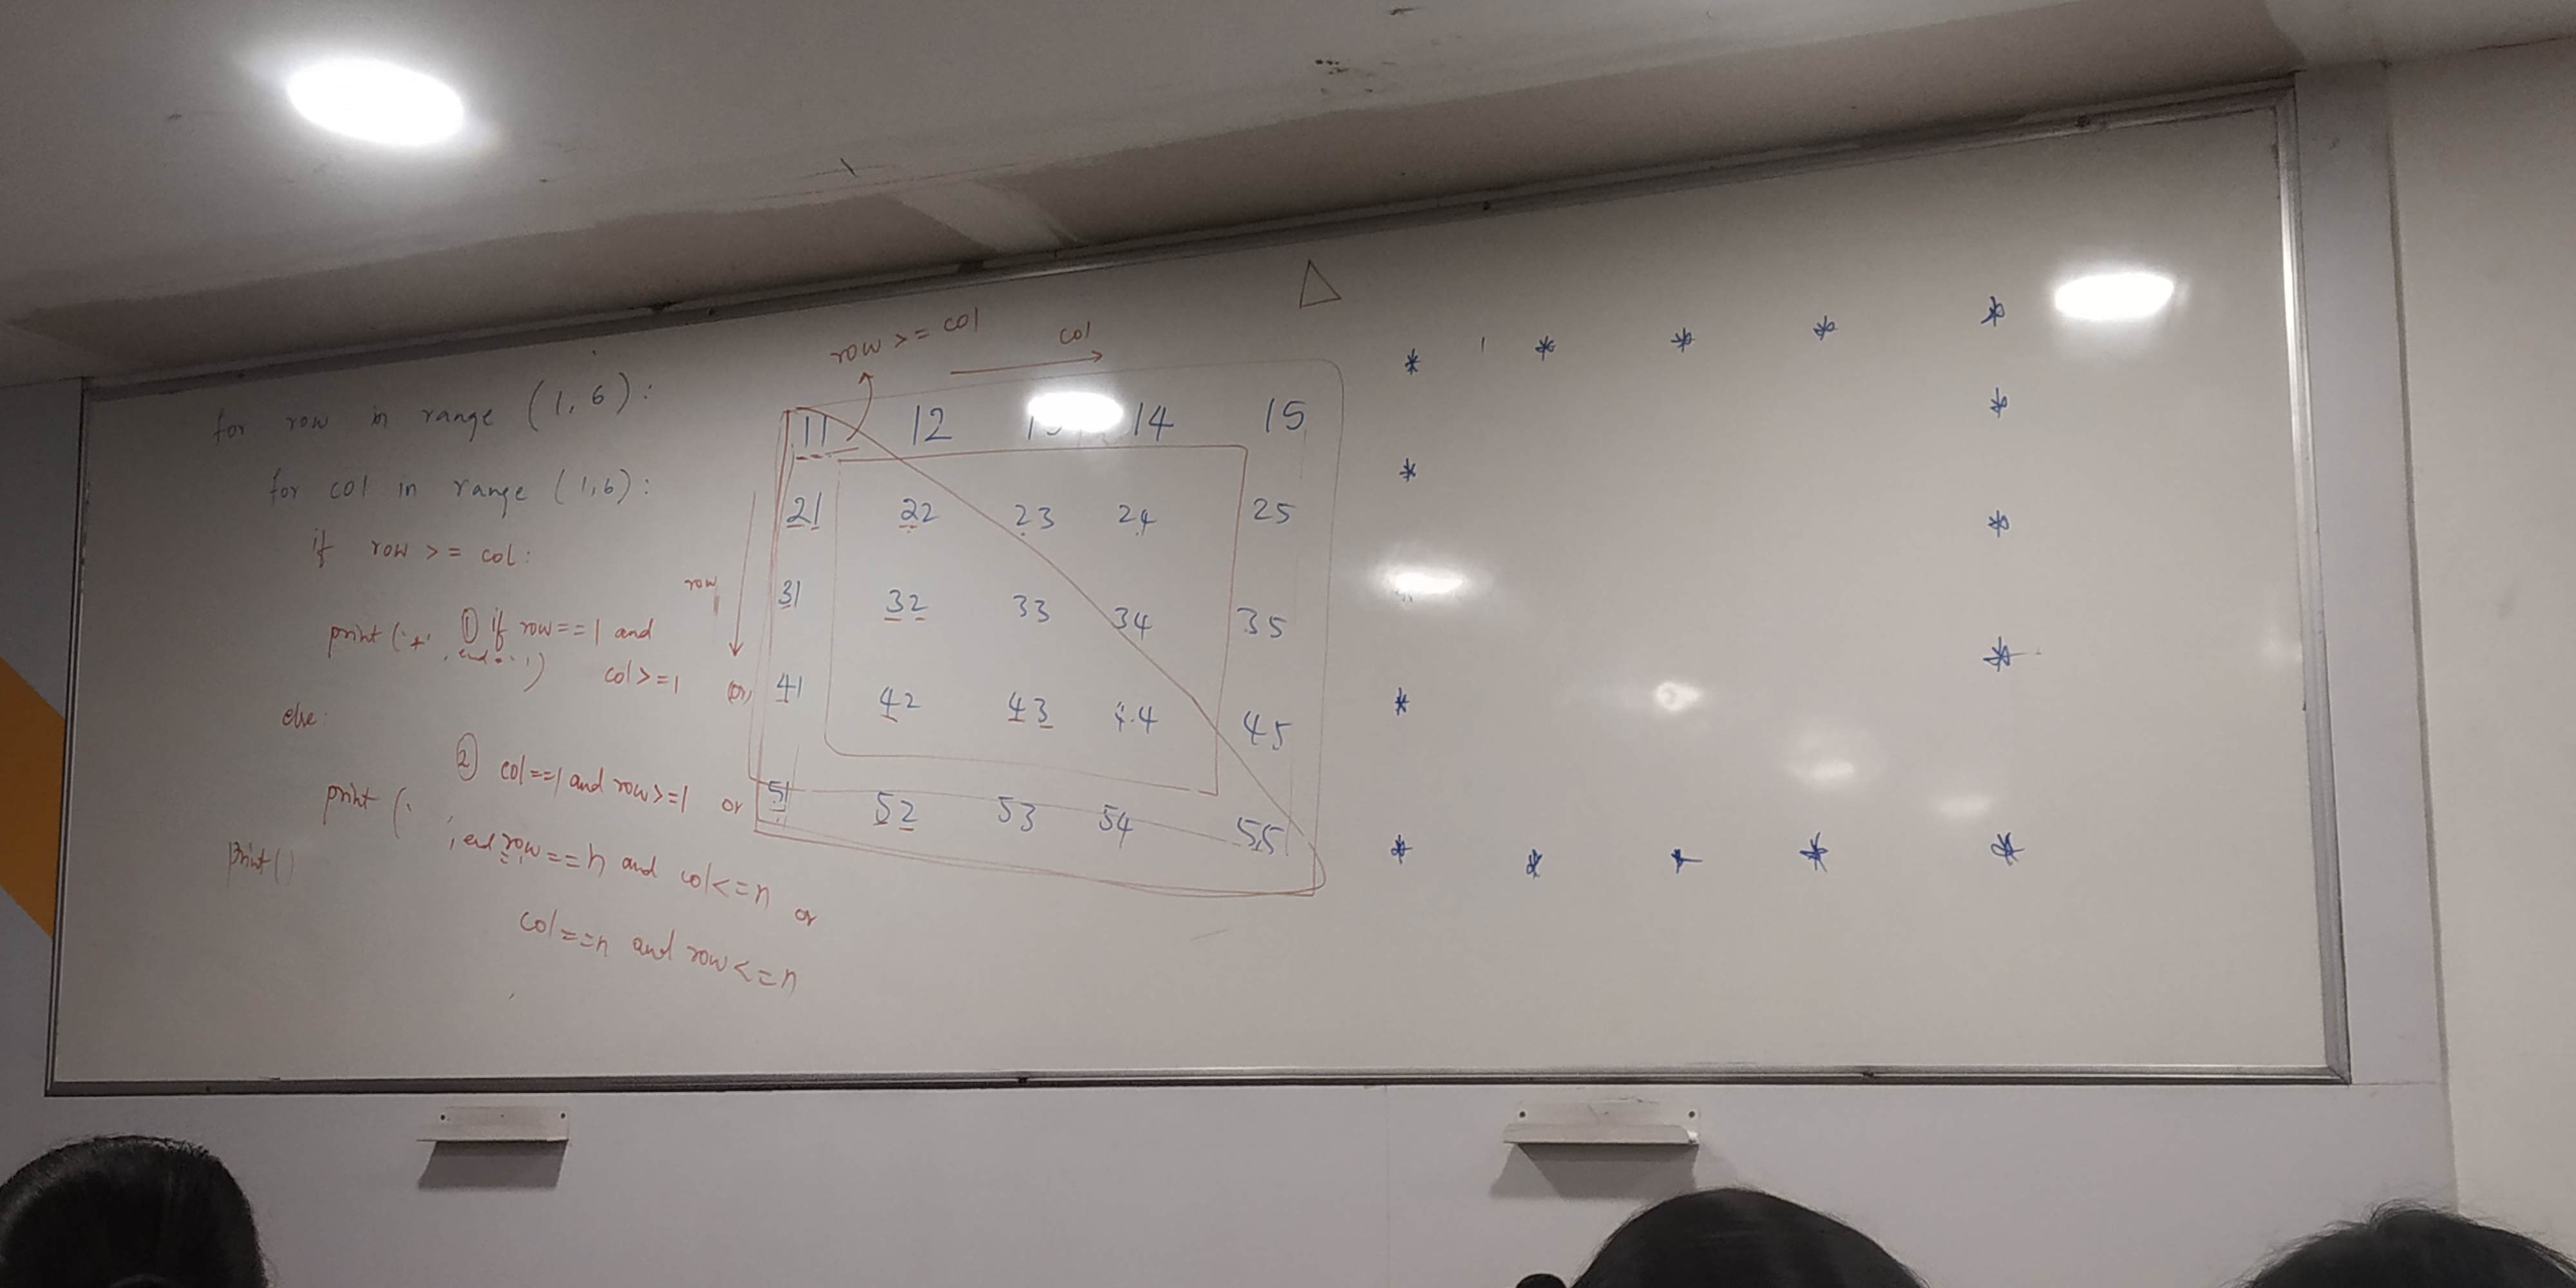 for row in range (1, 6):
for col in range (1,6):
if row >= col:
print ('*'
, end = ' ')
① if row==1 and
col>=1 (or)
else:
② col==1 and row>=1 or
print (' ', end
row==n and col<=n or
print()
col==n and row<=n
row >= col
col
row
11 12 14 15
21 22 23 24 25
31 32 33 34 35
41 42 43 44 45
51 52 53 54 55
* * * * *
* *
*
* *
* * * * *